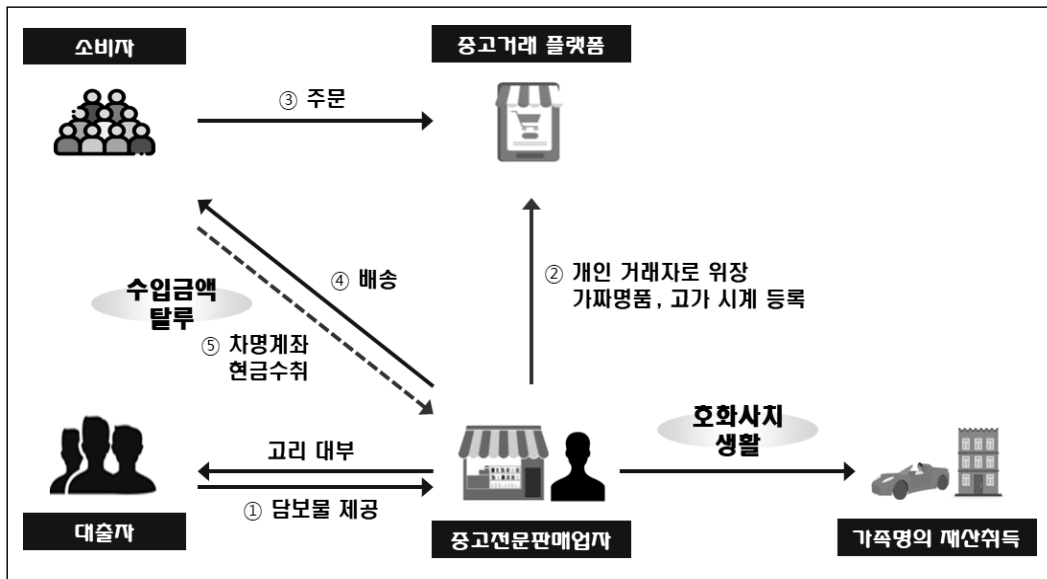 소비자
중고거래 플랫폼
③ 주문
② 개인 거래자로 위장
가짜명품, 고가 시계 등록
④ 배송
수입금액
탈루
⑤ 차명계좌
현금수취
호화사치
생활
고리 대부
① 담보물 제공
대출자
중고전문판매업자
가족명의 재산취득